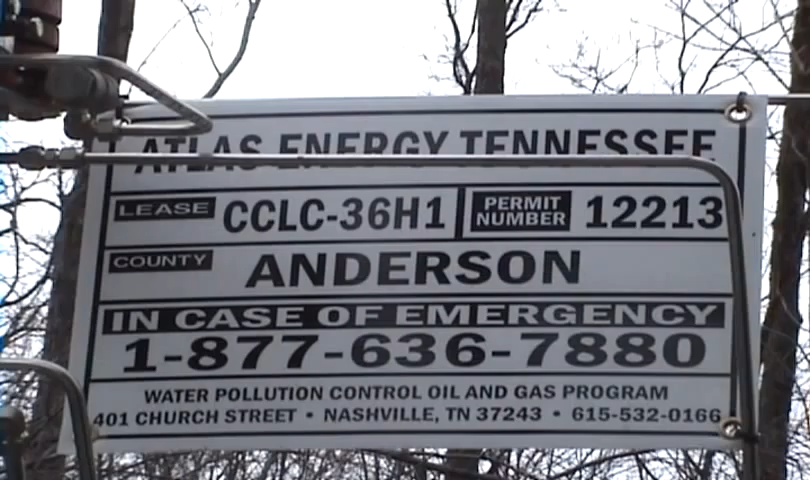 ATLAS ENERGY TENNESSEE
LEASE CCLC-36H1 PERMIT NUMBER 12213
COUNTY ANDERSON
IN CASE OF EMERGENCY
1-877-636-7880
WATER POLLUTION CONTROL OIL AND GAS PROGRAM
401 CHURCH STREET • NASHVILLE, TN 37243 • 615-532-0166